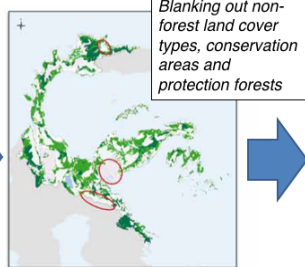 Blanking out non-
forest land cover
types, conservation
areas and
protection forests